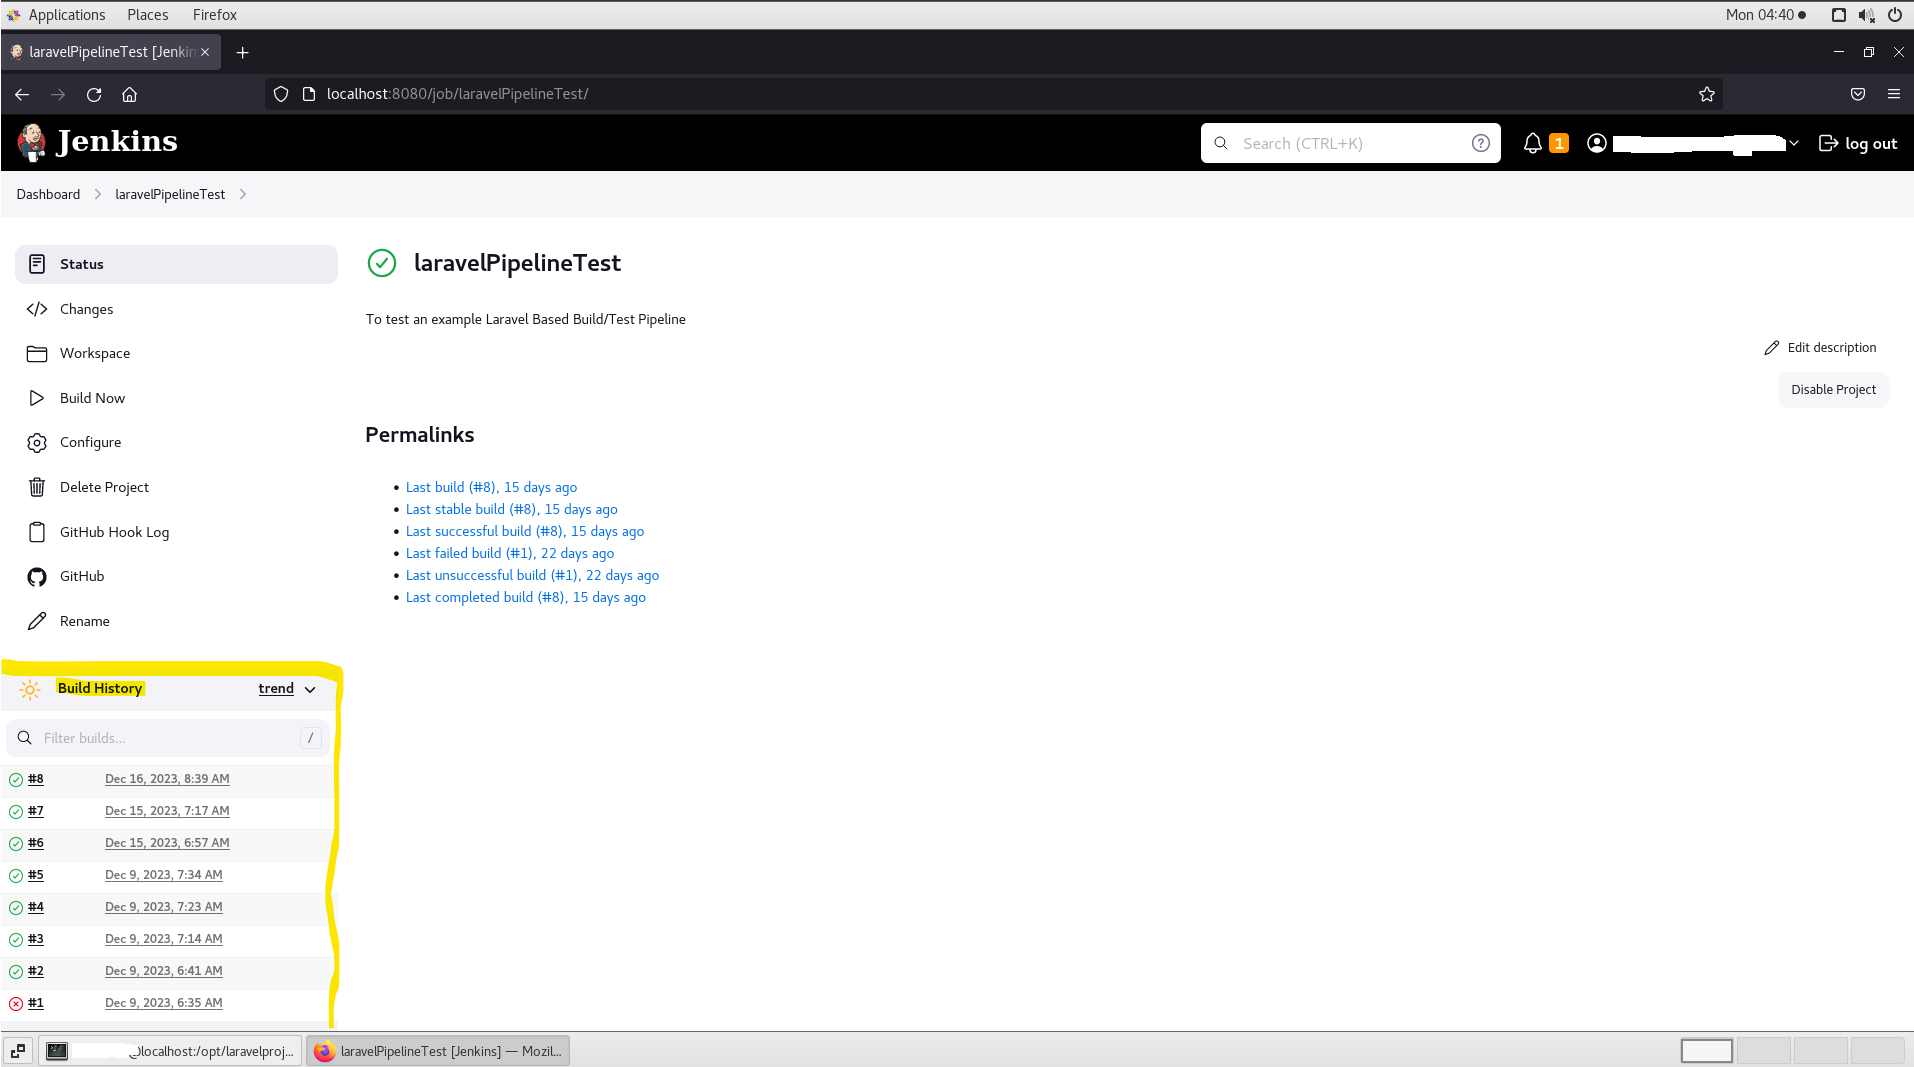 Applications Places Firefox Mon 04:40
laravelPipelineTest [Jenkin
localhost:8080/job/laravelPipelineTest/
Jenkins Search (CTRL+K) ? 1 log out
Dashboard laravelPipelineTest
Status
Changes
Workspace
Build Now
Configure
Delete Project
GitHub Hook Log
GitHub
Rename
laravelPipelineTest
To test an example Laravel Based Build/Test Pipeline
Edit description
Disable Project
Permalinks
Last build (#8), 15 days ago
Last stable build (#8), 15 days ago
Last successful build (#8), 15 days ago
Last failed build (#1), 22 days ago
Last unsuccessful build (#1), 22 days ago
Last completed build (#8), 15 days ago
Build History trend
Filter builds... /
#8 Dec 16, 2023, 8:39 AM
#7 Dec 15, 2023, 7:17 AM
#6 Dec 15, 2023, 6:57 AM
#5 Dec 9, 2023, 7:34 AM
#4 Dec 9, 2023, 7:23 AM
#3 Dec 9, 2023, 7:14 AM
#2 Dec 9, 2023, 6:41 AM
#1 Dec 9, 2023, 6:35 AM
@localhost:/opt/laravelproj... laravelPipelineTest [Jenkins] — Mozil...